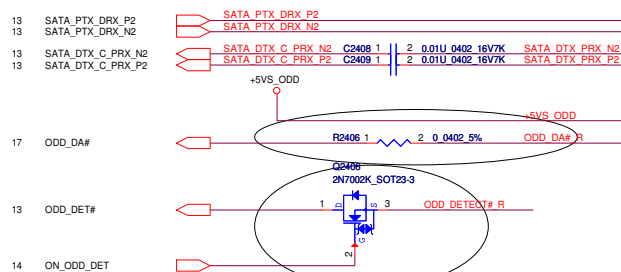 13 SATA_PTX_DRX_P2 SATA_PTX_DRX_P2
13 SATA_PTX_DRX_N2 SATA_PTX_DRX_N2
13 SATA_DTX_C_PRX_N2 SATA_DTX_C_PRX_N2 C2408 1 2 0.01U_0402_16V7K SATA_DTX_PRX_N2
13 SATA_DTX_C_PRX_P2 SATA_DTX_C_PRX_P2 C2409 1 2 0.01U_0402_16V7K SATA_DTX_PRX_P2
+5VS_ODD
+5VS_ODD
17 ODD_DA# R2406 1 2 0_0402_5% ODD_DA#_R
Q2406
2N7002K_SOT23-3
13 ODD_DET# 1 D S 3 ODD_DETECT#_R
G
2
14 ON_ODD_DET